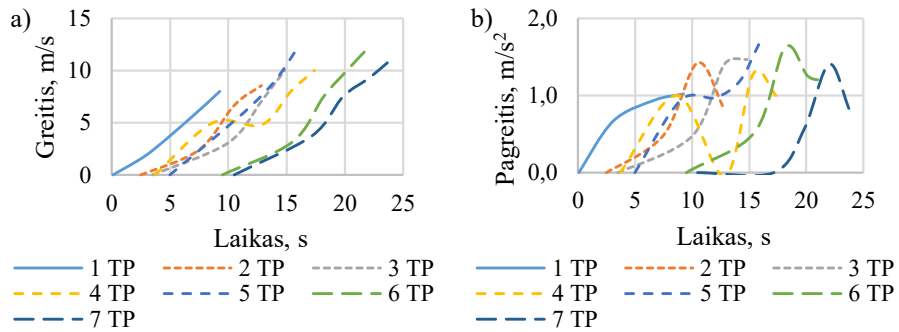 a)
15
10
5
0
Greitis, m/s
0 5 10 15 20 25
Laikas, s
1 TP 2 TP 3 TP
4 TP 5 TP 6 TP
7 TP
b)
2,0
1,0
0,0
Pagreitis, m/s²
0 5 10 15 20 25
Laikas, s
1 TP 2 TP 3 TP
4 TP 5 TP 6 TP
7 TP